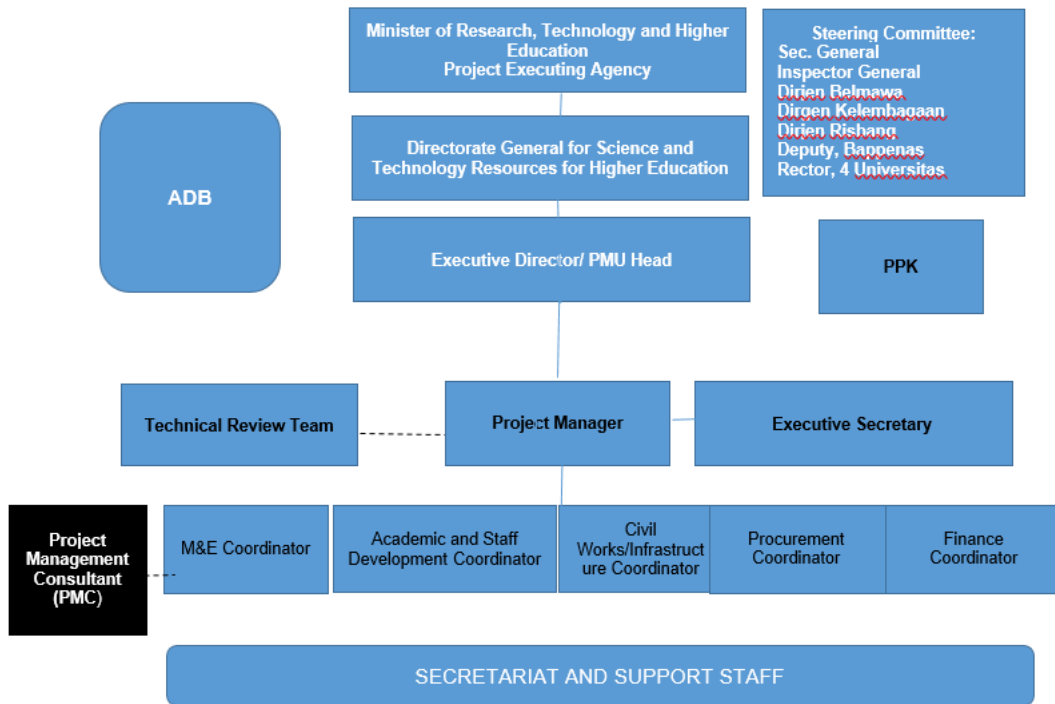 Minister of Research, Technology and Higher
Education
Project Executing Agency
Steering Committee:
Sec. General
Inspector General
Dirjen Belmawa
Dirgen Kelembagaan
Dirjen Risbang
Deputy, Bappenas
Rector, 4 Universitas
ADB
Directorate General for Science and
Technology Resources for Higher Education
Executive Director/ PMU Head
PPK
Technical Review Team
Project Manager
Executive Secretary
Project
Management
Consultant
(PMC)
M&E Coordinator
Academic and Staff
Development Coordinator
Civil
Works/Infrastruct
ure Coordinator
Procurement
Coordinator
Finance
Coordinator
SECRETARIAT AND SUPPORT STAFF